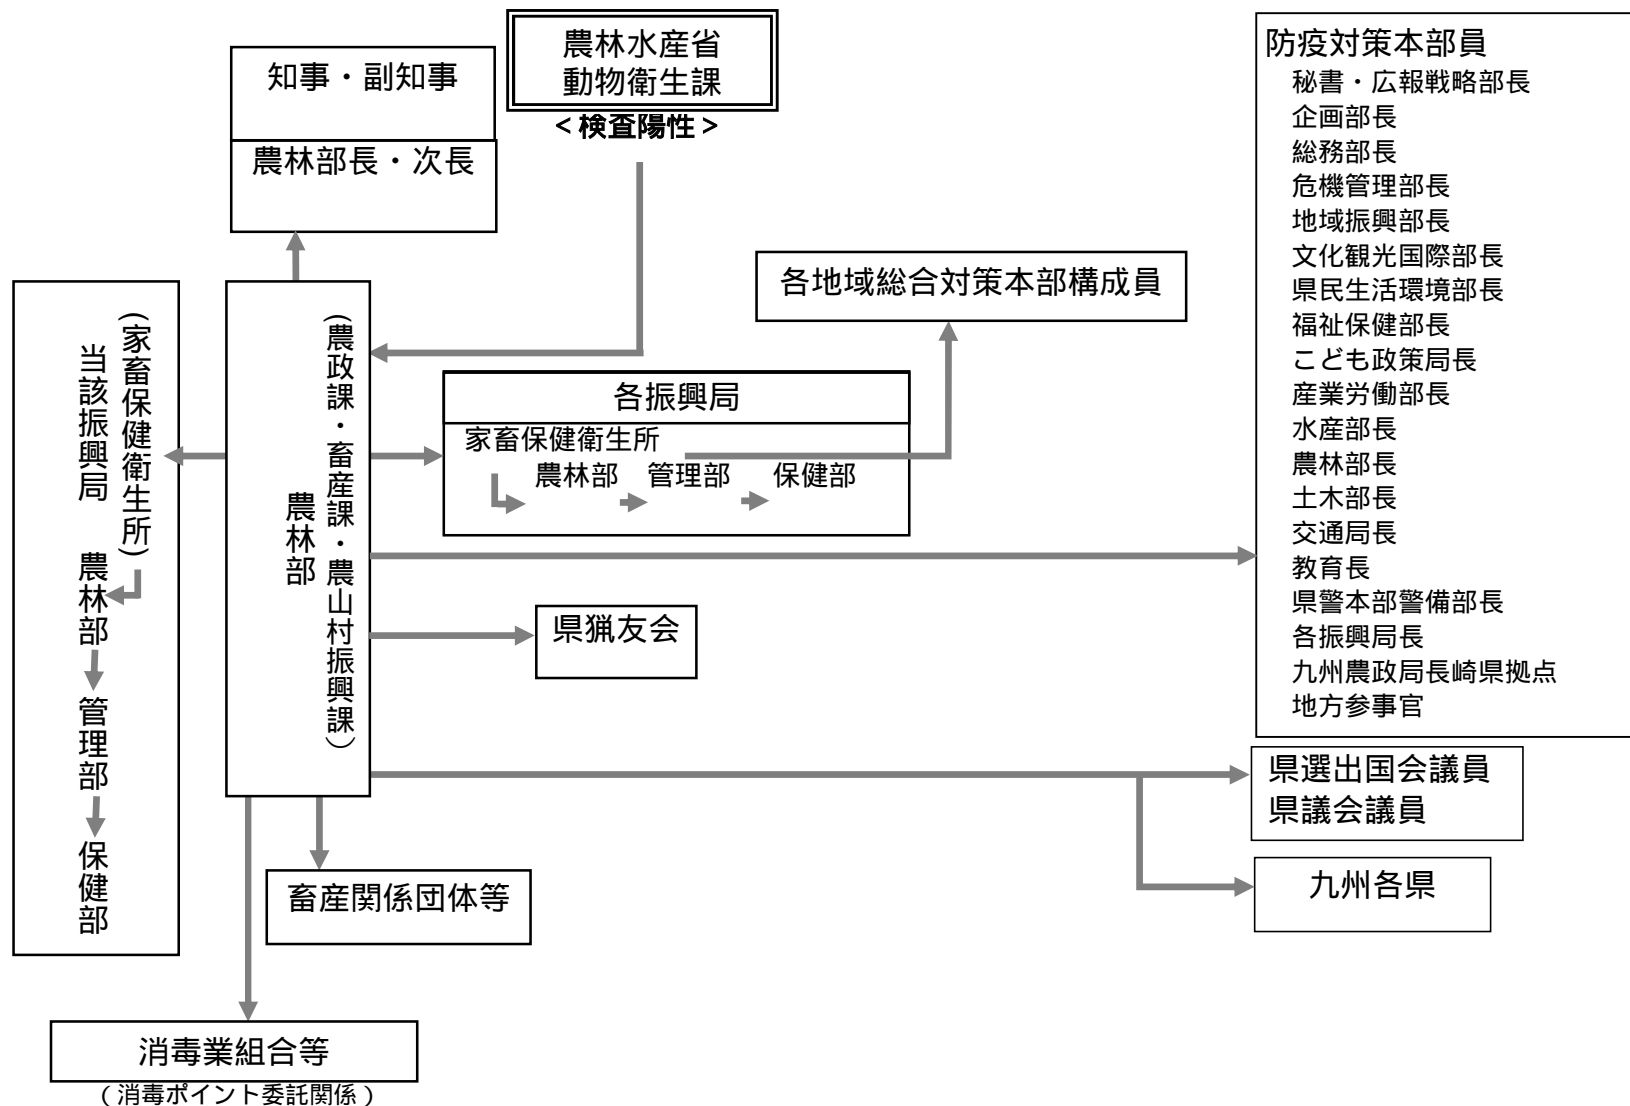 農林水産省
動物衛生課
<検査陽性>
知事・副知事
農林部長・次長
防疫対策本部員
秘書・広報戦略部長
企画部長
総務部長
危機管理部長
地域振興部長
文化観光国際部長
県民生活環境部長
福祉保健部長
こども政策局長
産業労働部長
水産部長
農林部長
土木部長
交通局長
教育長
県警本部警備部長
各振興局長
九州農政局長崎県拠点
地方参事官
各地域総合対策本部構成員
(家畜保健衛生所)
当該振興局 農林部 管理部 保健部
(農政課・畜産課・農山村振興課)
農林部
各振興局
家畜保健衛生所
農林部 管理部 保健部
県猟友会
県選出国会議員
県議会議員
九州各県
畜産関係団体等
消毒業組合等
(消毒ポイント委託関係)